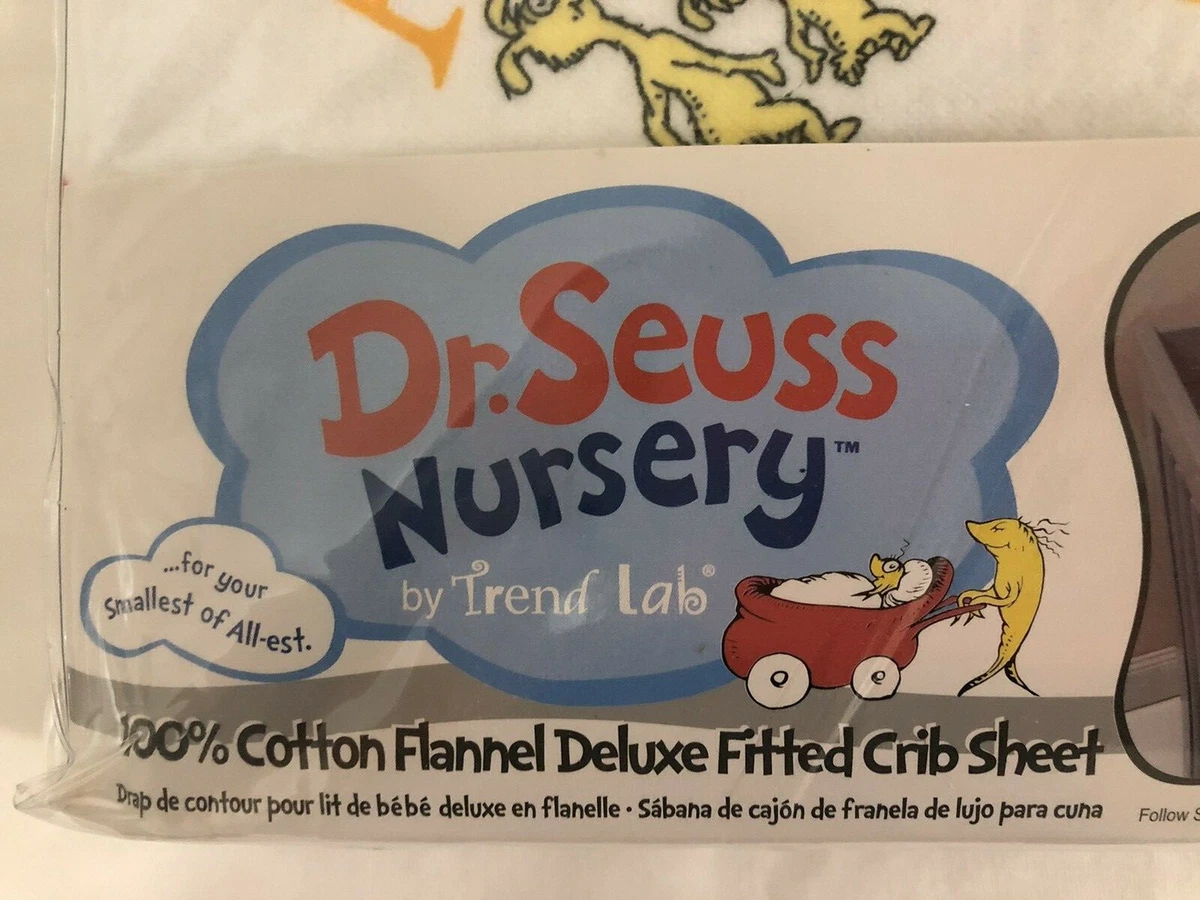 Dr. Seuss
Nursery™
by Trend Lab®
...for your
Smallest of All-est.
100% Cotton Flannel Deluxe Fitted Crib Sheet
Drap de contour pour lit de bébé deluxe en flanelle • Sábana de cajón de franela de lujo para cuna
Follow